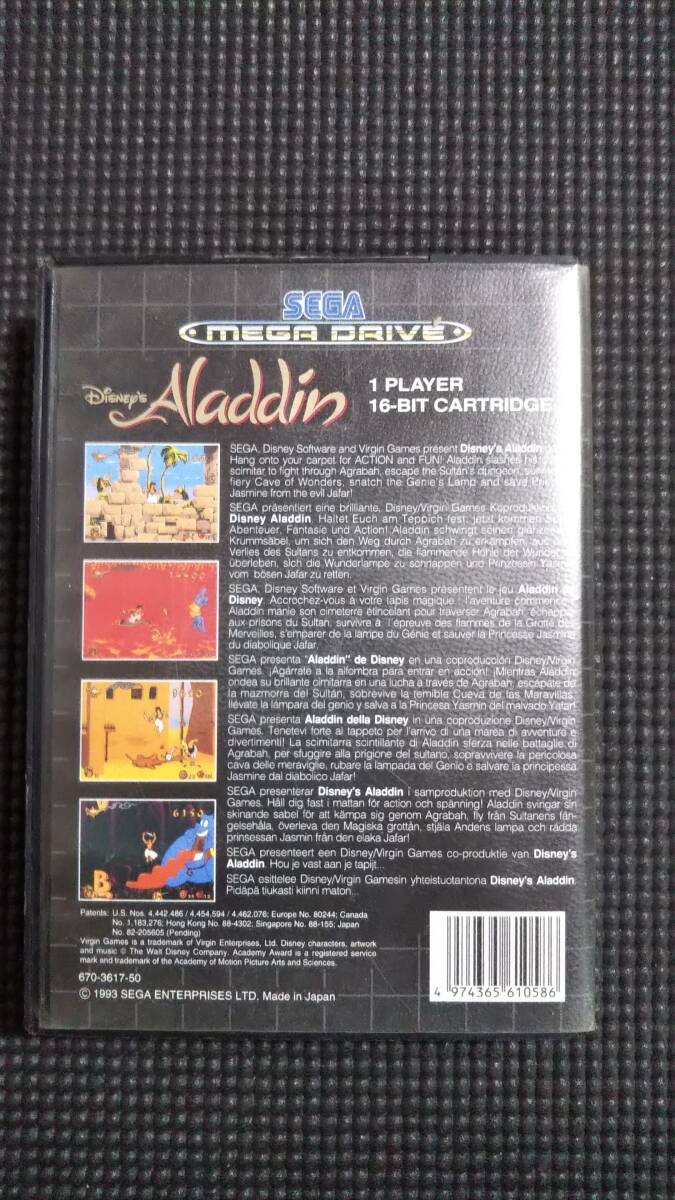 SEGA
MEGA DRIVE
Disney's Aladdin
1 PLAYER
16-BIT CARTRIDGE
SEGA, Disney Software and Virgin Games present Disney's Aladdin
Hang onto your carpet for ACTION and FUN! Aladdin slashes his
scimitar to fight through Agrabah, escape the Sultan's dungeon,
fiery Cave of Wonders, snatch the Genie's Lamp and save
Jasmine from the evil Jafar!
SEGA präsentiert eine brilliante, Disney/Virgin Games Koproduktion
Disney Aladdin. Haltet Euch am Teppich fest, jetzt kommen
Abenteuer, Fantasie und Action! Aladdin schwingt seinen
Krummsäbel, um sich den Weg durch Agrabah zu erkämpfen, aus
Verlies des Sultans zu entkommen, die flammende Höhle der Wunder
überleben, sich die Wunderlampe zu schnappen und Prinzessin
vom bösen Jafar zu retten.
SEGA, Disney Software et Virgin Games présentent le jeu Aladdin
Disney. Accrochez-vous à votre tapis magique : l'aventure commence
Aladdin manie son cimeterre étincelant pour traverser Agrabah,
aux prisons du Sultan, survivre à l'épreuve des flammes de la Grotte des
Merveilles, s'emparer de la lampe du Génie et sauver la Princesse Jasmine
du diabolique Jafar.
SEGA presenta "Aladdin" de Disney en una coproducción Disney/Virgin
Games. ¡Agárrate a la alfombra para entrar en acción! ¡Mientras Aladdin
ondea su brillante cimitarra en una lucha a través de Agrabah, escápate de
la mazmorra del Sultán, sobrevive la temible Cueva de las Maravillas,
llévate la lámpara del genio y salva a la Princesa Yasmin del malvado Yafar!
SEGA presenta Aladdin della Disney in una coproduzione Disney/Virgin
Games. Tenetevi forte al tappeto per l'arrivo di una marea di avventure e
divertimenti! La scimitarra scintillante di Aladdin sferza nelle battaglie di
Agrabah, per sfuggire alla prigione del sultano, sopravvivere la pericolosa
cava delle meraviglie, rubare la lampada del Genio e salvare la principessa
Jasmine dal diabolico Jafar!
SEGA presenterar Disney's Aladdin i samproduktion med Disney/Virgin
Games. Håll dig fast i mattan för action och spänning! Aladdin svingar sin
skinande sabel för att kämpa sig genom Agrabah, fly från Sultanens fän-
gelsehåla, överleva den Magiska grottan, stjäla Andens lampa och rädda
prinsessan Jasmin från den elaka Jafar!
SEGA presenteert een Disney/Virgin Games co-produktie van Disney's
Aladdin. Hou je vast aan je tapijt...
SEGA esittelee Disney/Virgin Gamesin yhteistuotantona Disney's Aladdin.
Pidäpä tiukasti kiinni maton...
6150
B
Patents: U.S. Nos. 4,442,486 / 4,454,594 / 4,462,076; Europe No. 80244; Canada
No. 1,183,276; Hong Kong No. 88-4302; Singapore No. 88-155; Japan
No. 82-205605 (Pending)
Virgin Games is a trademark of Virgin Enterprises, Ltd. Disney characters, artwork
and music © The Walt Disney Company. Academy Award is a registered service
mark and trademark of the Academy of Motion Picture Arts and Sciences.
670-3617-50
© 1993 SEGA ENTERPRISES LTD. Made in Japan
4 974365 610586